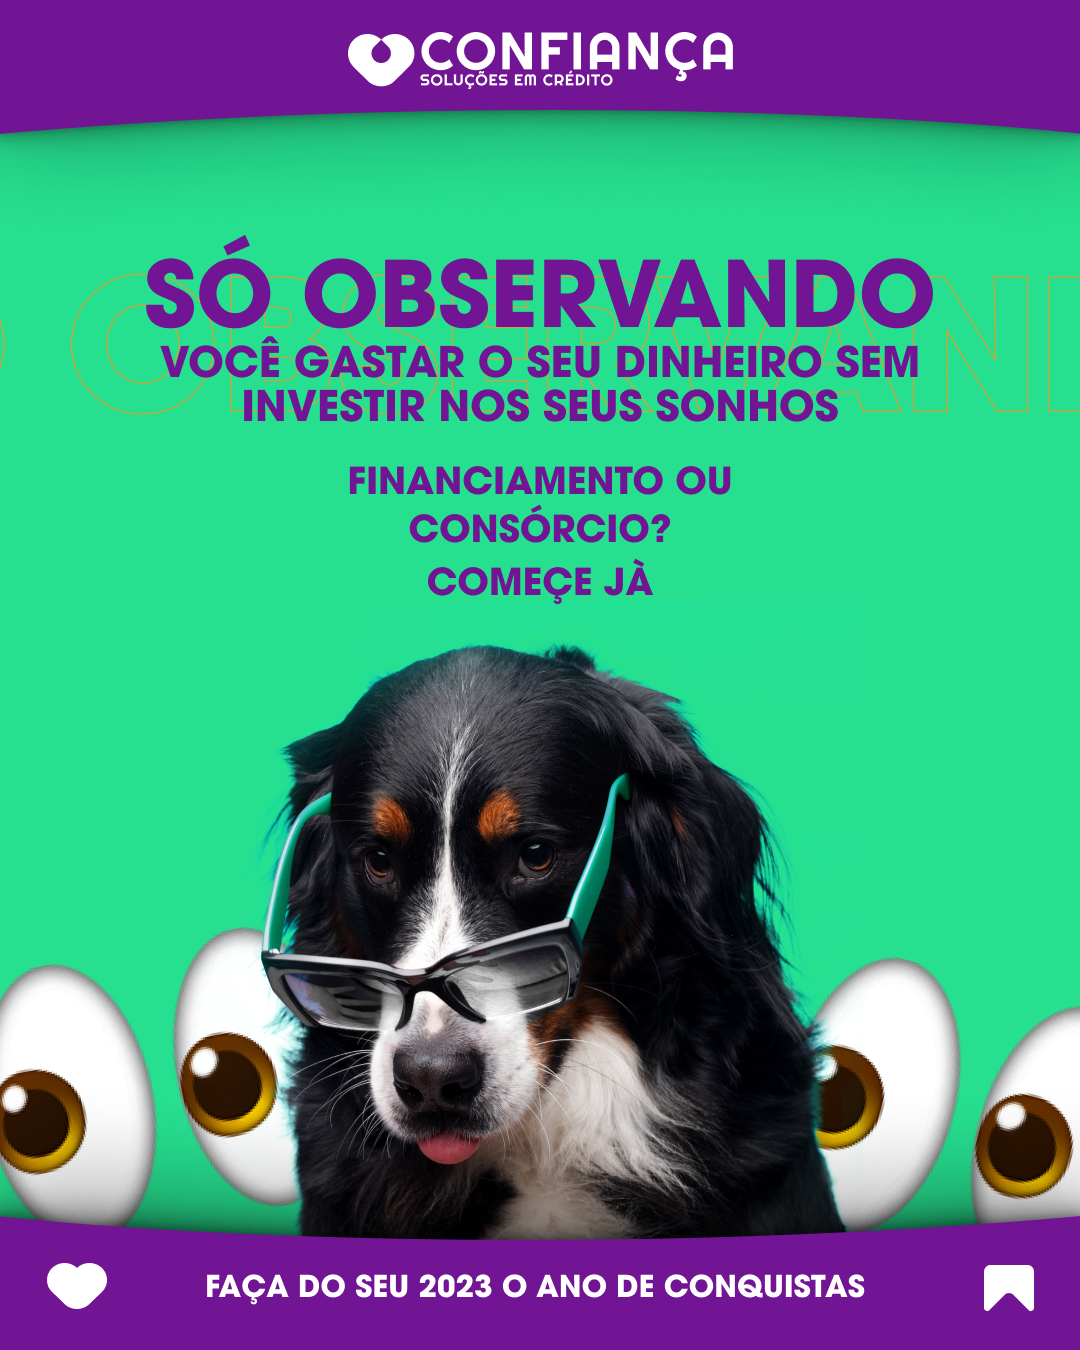 CONFIANÇA
SOLUÇÕES EM CRÉDITO
SÓ OBSERVANDO
VOCÊ GASTAR O SEU DINHEIRO SEM
INVESTIR NOS SEUS SONHOS
FINANCIAMENTO OU
CONSÓRCIO?
COMEÇE JÀ
FAÇA DO SEU 2023 O ANO DE CONQUISTAS